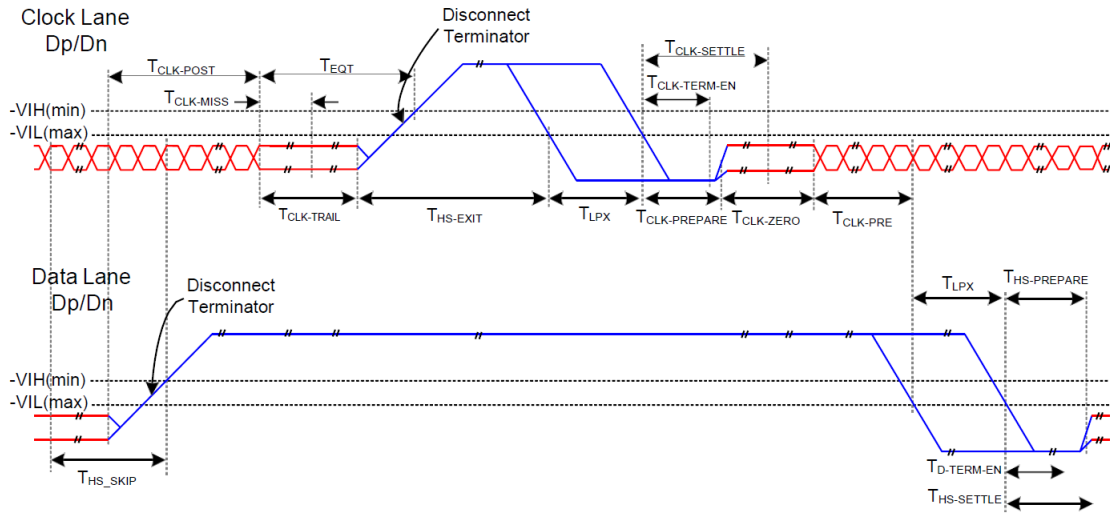 Clock Lane
Dp/Dn
Disconnect
Terminator
TCLK-POST
TEQT
TCLK-SETTLE
TCLK-MISS
TCLK-TERM-EN
-VIH(min)
-VIL(max)
TCLK-TRAIL
THS-EXIT
TLPX
TCLK-PREPARE
TCLK-ZERO
TCLK-PRE
Data Lane
Dp/Dn
Disconnect
Terminator
TLPX
THS-PREPARE
-VIH(min)
-VIL(max)
THS_SKIP
TD-TERM-EN
THS-SETTLE